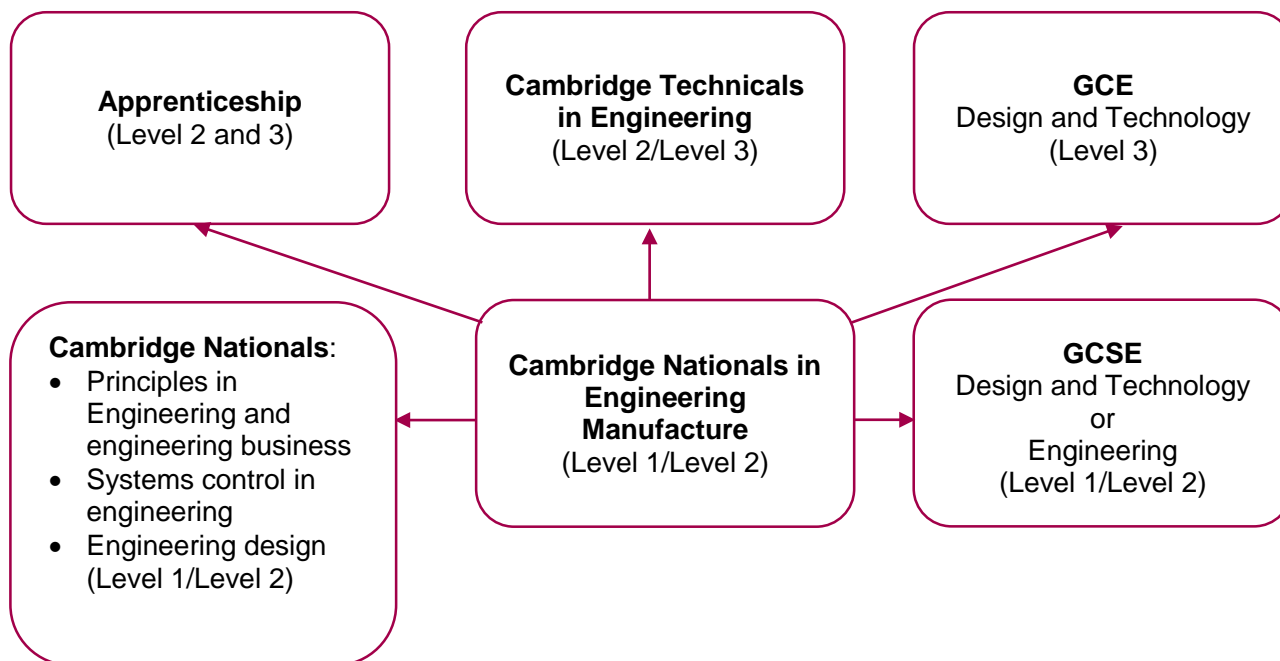 Apprenticeship
(Level 2 and 3)
Cambridge Technicals
in Engineering
(Level 2/Level 3)
GCE
Design and Technology
(Level 3)
Cambridge Nationals:
• Principles in
Engineering and
engineering business
• Systems control in
engineering
• Engineering design
(Level 1/Level 2)
Cambridge Nationals in
Engineering
Manufacture
(Level 1/Level 2)
GCSE
Design and Technology
or
Engineering
(Level 1/Level 2)